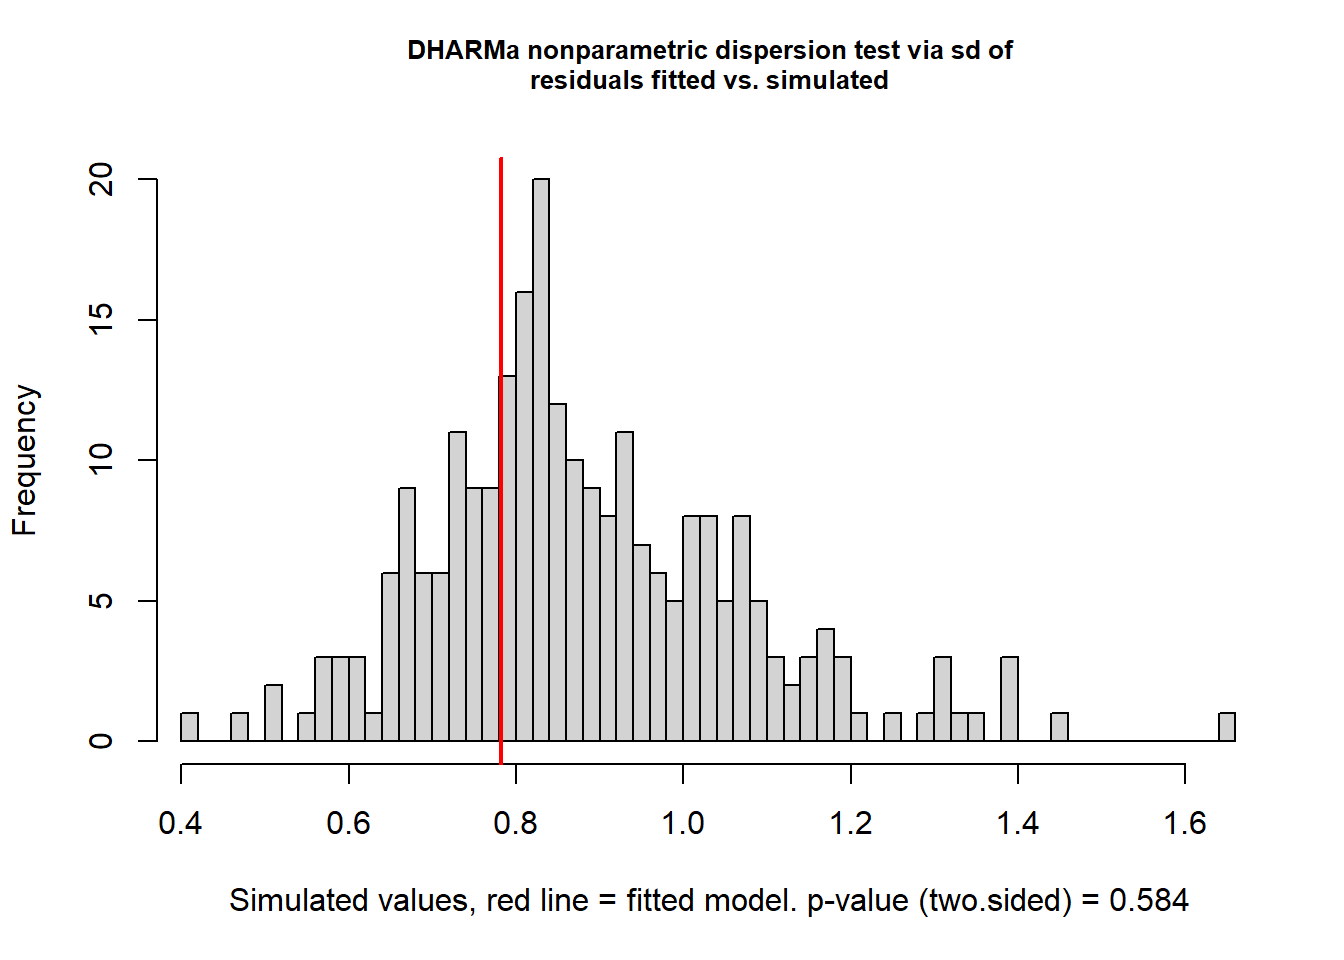 DHARMa nonparametric dispersion test via sd of
residuals fitted vs. simulated
Frequency
20
15
10
5
0
0.4 0.6 0.8 1.0 1.2 1.4 1.6
Simulated values, red line = fitted model. p-value (two.sided) = 0.584